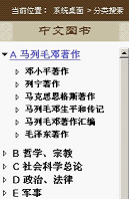 当前位置: 系统桌面 > 分类搜索
中文图书
A 马列毛邓著作
邓小平著作
列宁著作
马克思恩格斯著作
马列毛邓生平和传记
马列毛邓著作汇编
毛泽东著作
B 哲学、宗教
C 社会科学总论
D 政治、法律
E 军事